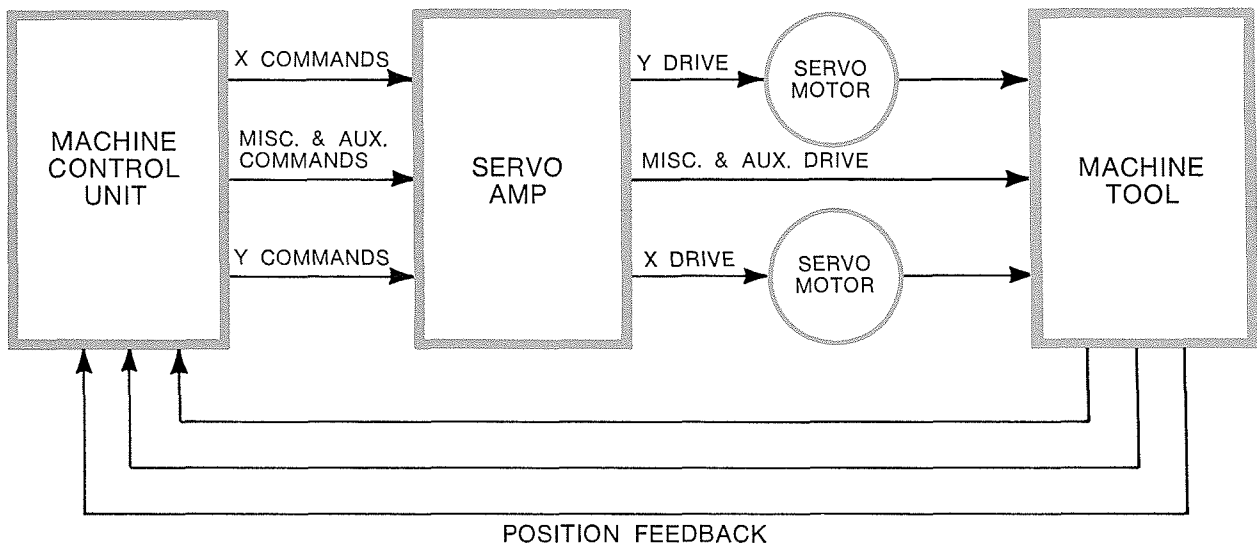 X COMMANDS
Y DRIVE
SERVO
MOTOR
MACHINE
CONTROL
UNIT
MISC. & AUX.
COMMANDS
SERVO
AMP
MISC. & AUX. DRIVE
MACHINE
TOOL
Y COMMANDS
X DRIVE
SERVO
MOTOR
POSITION FEEDBACK